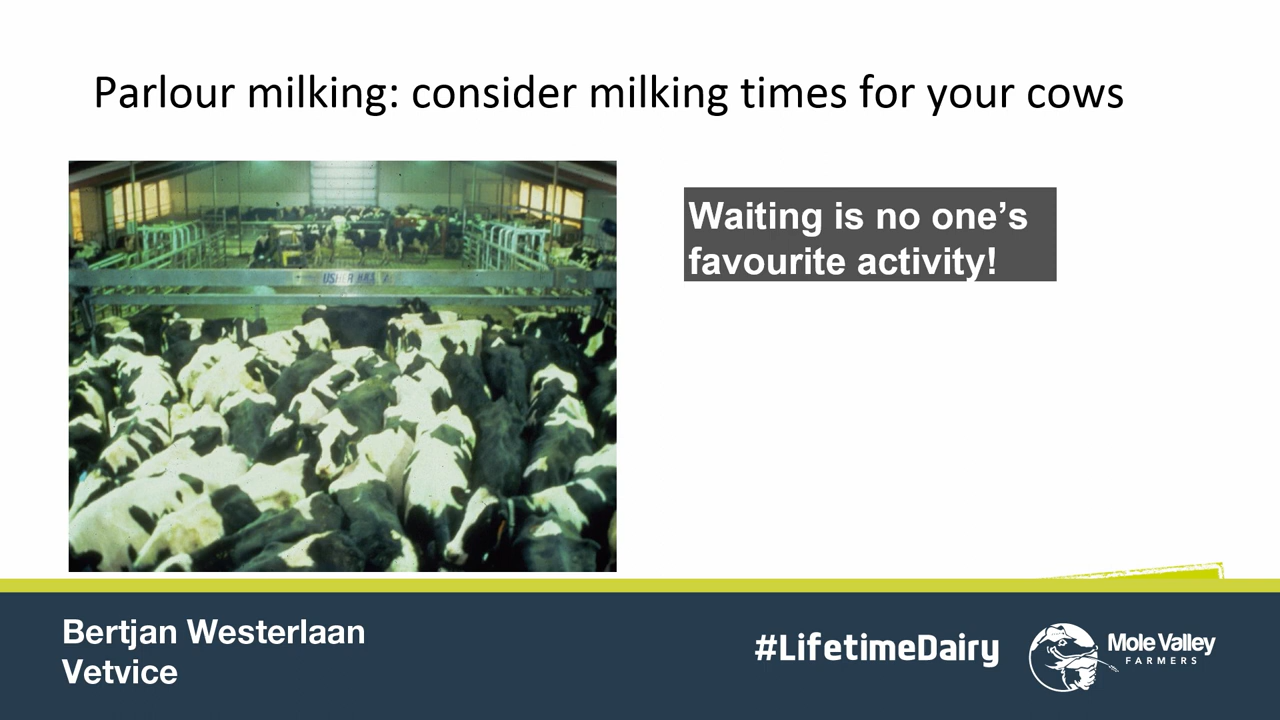 Parlour milking: consider milking times for your cows
Waiting is no one's
favourite activity!
Bertjan Westerlaan
Vetvice
#LifetimeDairy
Mole Valley
FARMERS